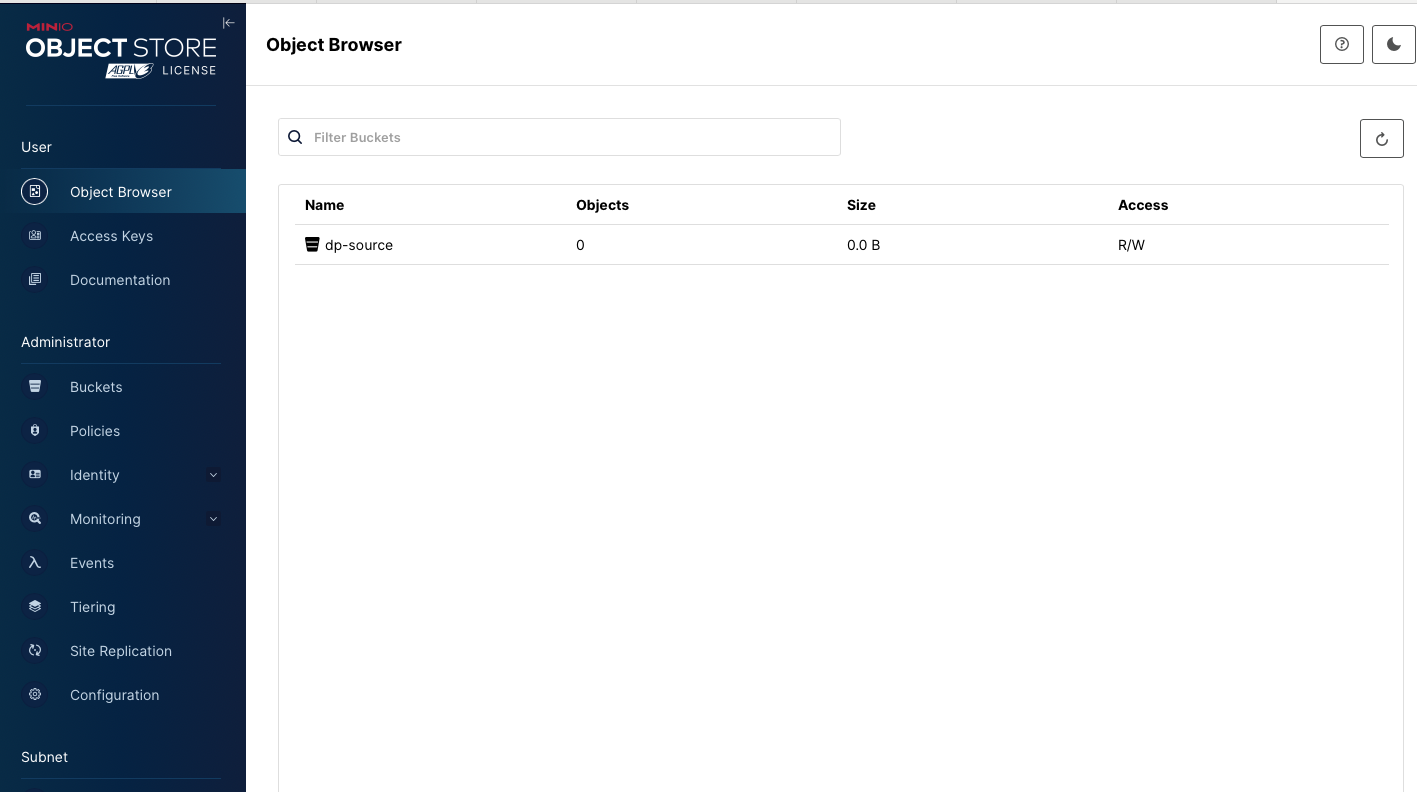 MINIO
OBJECT STORE
AGPLv3 LICENSE
User
Object Browser
Access Keys
Documentation
Administrator
Buckets
Policies
Identity
Monitoring
Events
Tiering
Site Replication
Configuration
Subnet
Object Browser
Filter Buckets
Name Objects Size Access
dp-source 0 0.0 B R/W